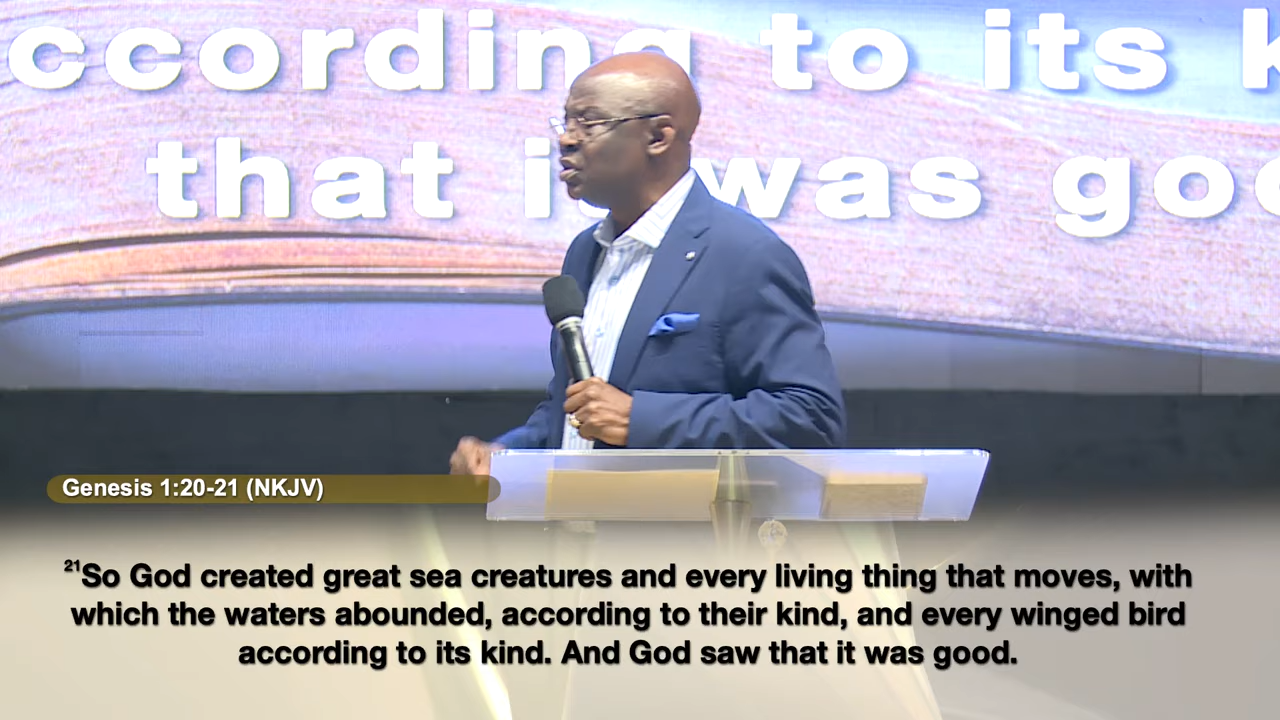 ccording to its k
that was goo
Genesis 1:20-21 (NKJV)
²¹So God created great sea creatures and every living thing that moves, with
which the waters abounded, according to their kind, and every winged bird
according to its kind. And God saw that it was good.